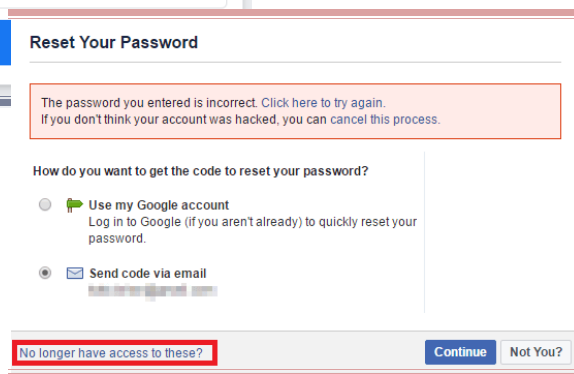 Reset Your Password
The password you entered is incorrect. Click here to try again.
If you don't think your account was hacked, you can cancel this process.
How do you want to get the code to reset your password?
Use my Google account
Log in to Google (if you aren't already) to quickly reset your
password.
Send code via email
No longer have access to these?
Continue
Not You?